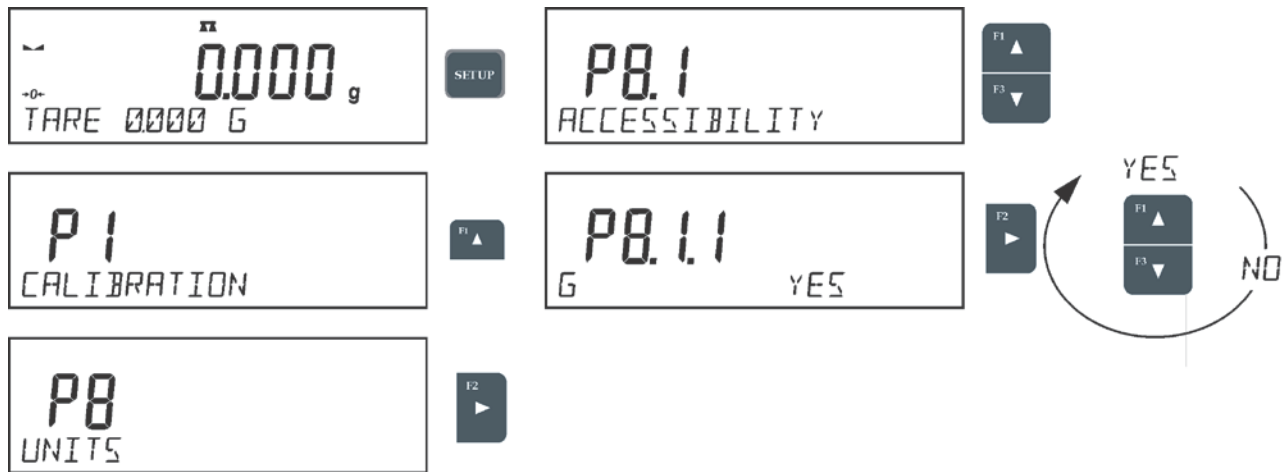 0.000 g
→0←
TARE 0.000 G
SETUP
P1
CALIBRATION
F1
P8
UNITS
F2
P8.1
ACCESSIBILITY
F1
F3
P8.1.1
G YES
F2
YES
F1
F3
NO